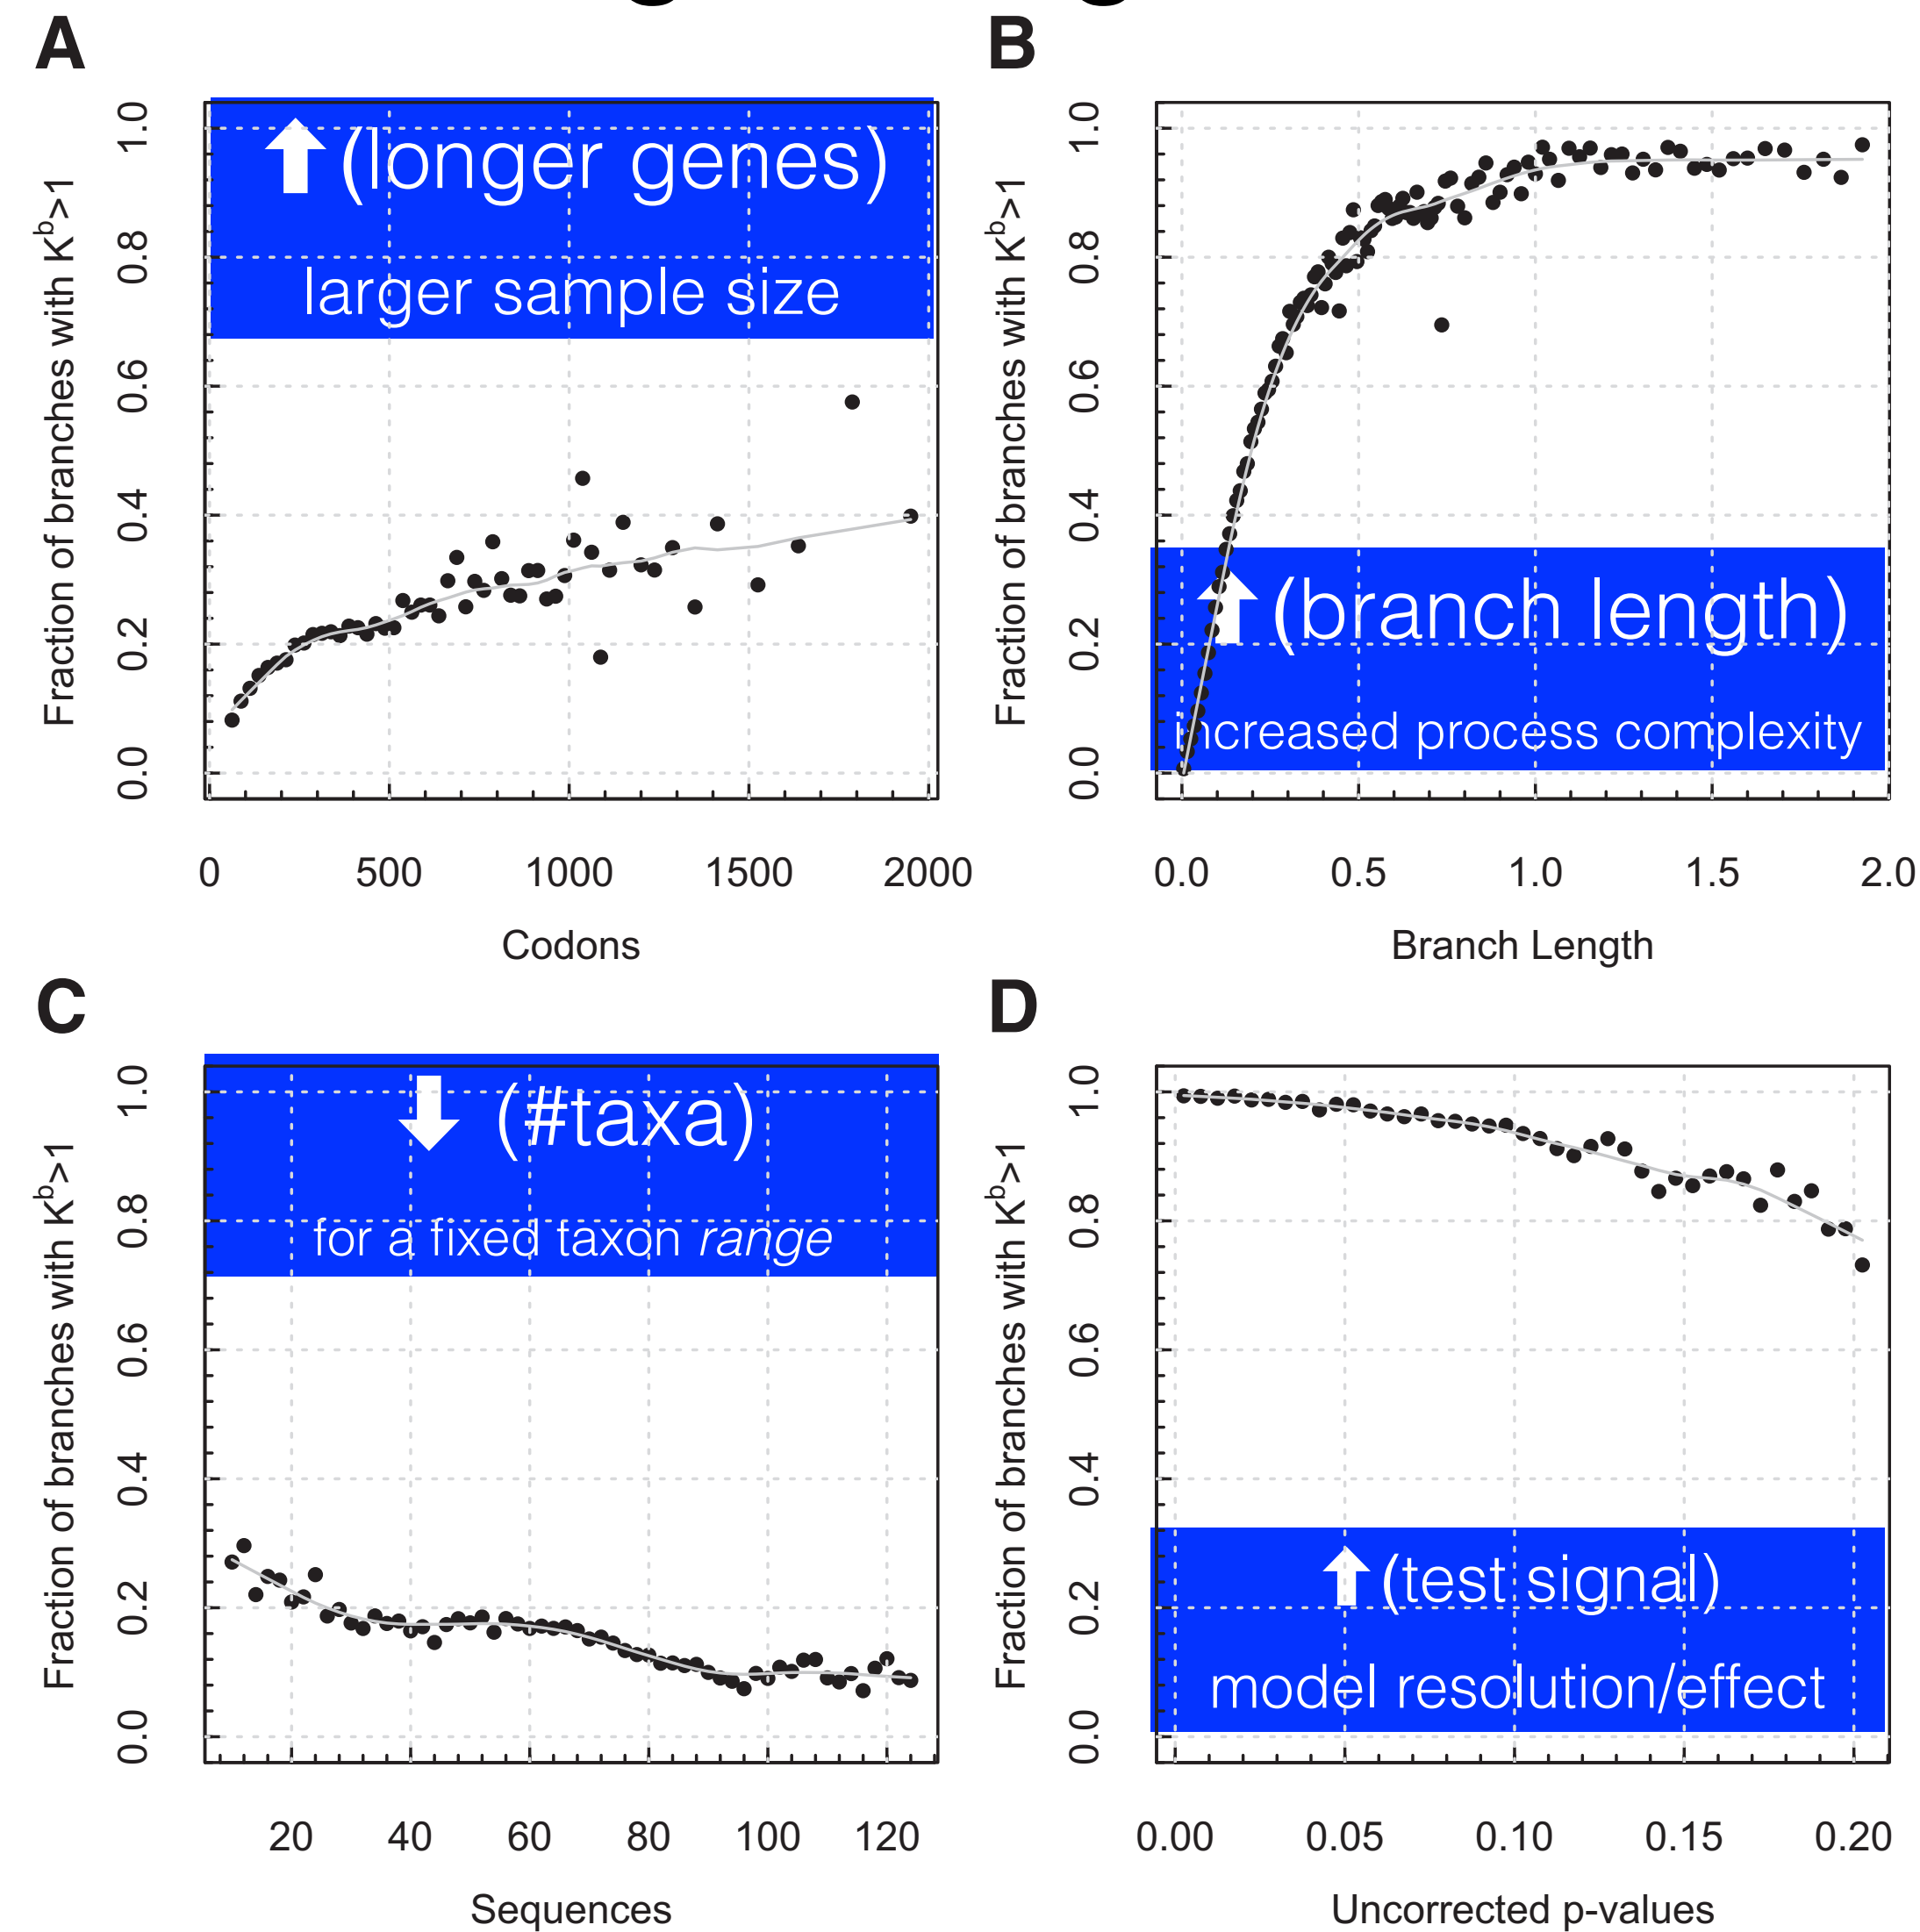 A
Fraction of branches with Kᵇ>1
1.0
0.8
0.6
0.4
0.2
0.0
(longer genes)
larger sample size
0 500 1000 1500 2000
Codons
B
Fraction of branches with Kᵇ>1
1.0
0.8
0.6
0.4
0.2
0.0
(branch length)
increased process complexity
0.0 0.5 1.0 1.5 2.0
Branch Length
C
Fraction of branches with Kᵇ>1
1.0
0.8
0.6
0.4
0.2
0.0
(#taxa)
for a fixed taxon range
20 40 60 80 100 120
Sequences
D
Fraction of branches with Kᵇ>1
1.0
0.8
0.6
0.4
0.2
0.0
(test signal)
model resolution/effect
0.00 0.05 0.10 0.15 0.20
Uncorrected p-values